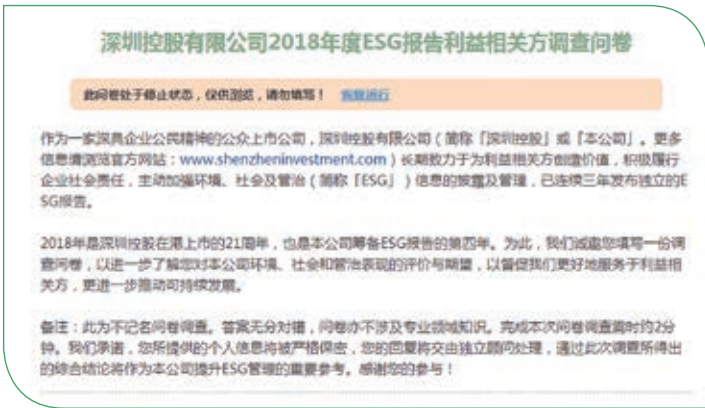 深圳控股有限公司2018年度ESG报告利益相关方调查问卷
此问卷处于停止状态，仅供浏览，请勿填写！ 恢复运行
作为一家深具企业公民精神的公众上市公司，深圳控股有限公司（简称「深圳控股」或「本公司」。更多
信息请浏览官方网站：www.shenzheninvestment.com）长期致力于为利益相关方创造价值，积极履行
企业社会责任，主动加强环境、社会及管治（简称「ESG」）信息的披露及管理，已连续三年发布独立的E
SG报告。
2018年是深圳控股在港上市的21周年，也是本公司筹备ESG报告的第四年。为此，我们诚邀您填写一份调
查问卷，以进一步了解您对本公司环境、社会和管治表现的评价与期望，以督促我们更好地服务于利益相
关方，更进一步推动可持续发展。
备注：此为不记名问卷调查。答案无分对错，问卷亦不涉及专业领域知识。完成本次问卷调查需时约2分
钟。我们承诺，您所提供的个人信息将被严格保密，您的回复将交由独立顾问处理，通过此次调查所得出
的综合结论将作为本公司提升ESG管理的重要参考。感谢您的参与！